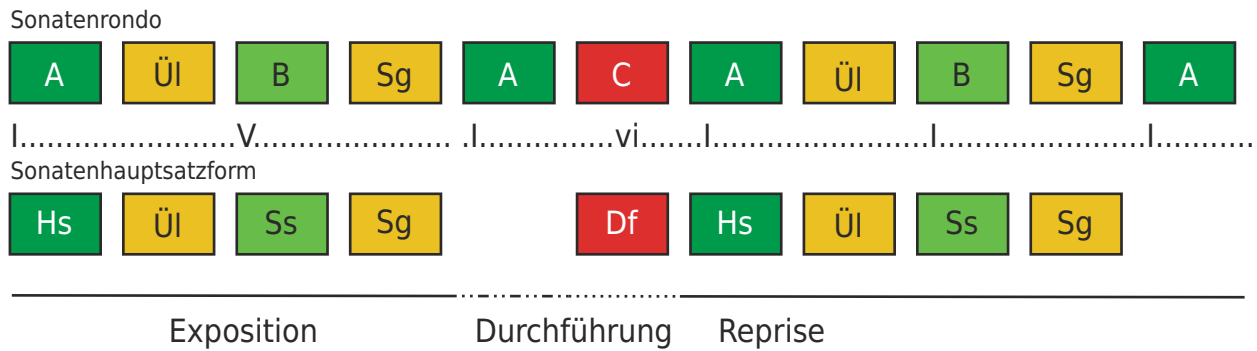 Sonatenrondo
A Ül B Sg A C A Ül B Sg A
I.........................V...................... .I...............vi.......I........................I.......................I...........
Sonatenhauptsatzform
Hs Ül Ss Sg Df Hs Ül Ss Sg
Exposition Durchführung Reprise